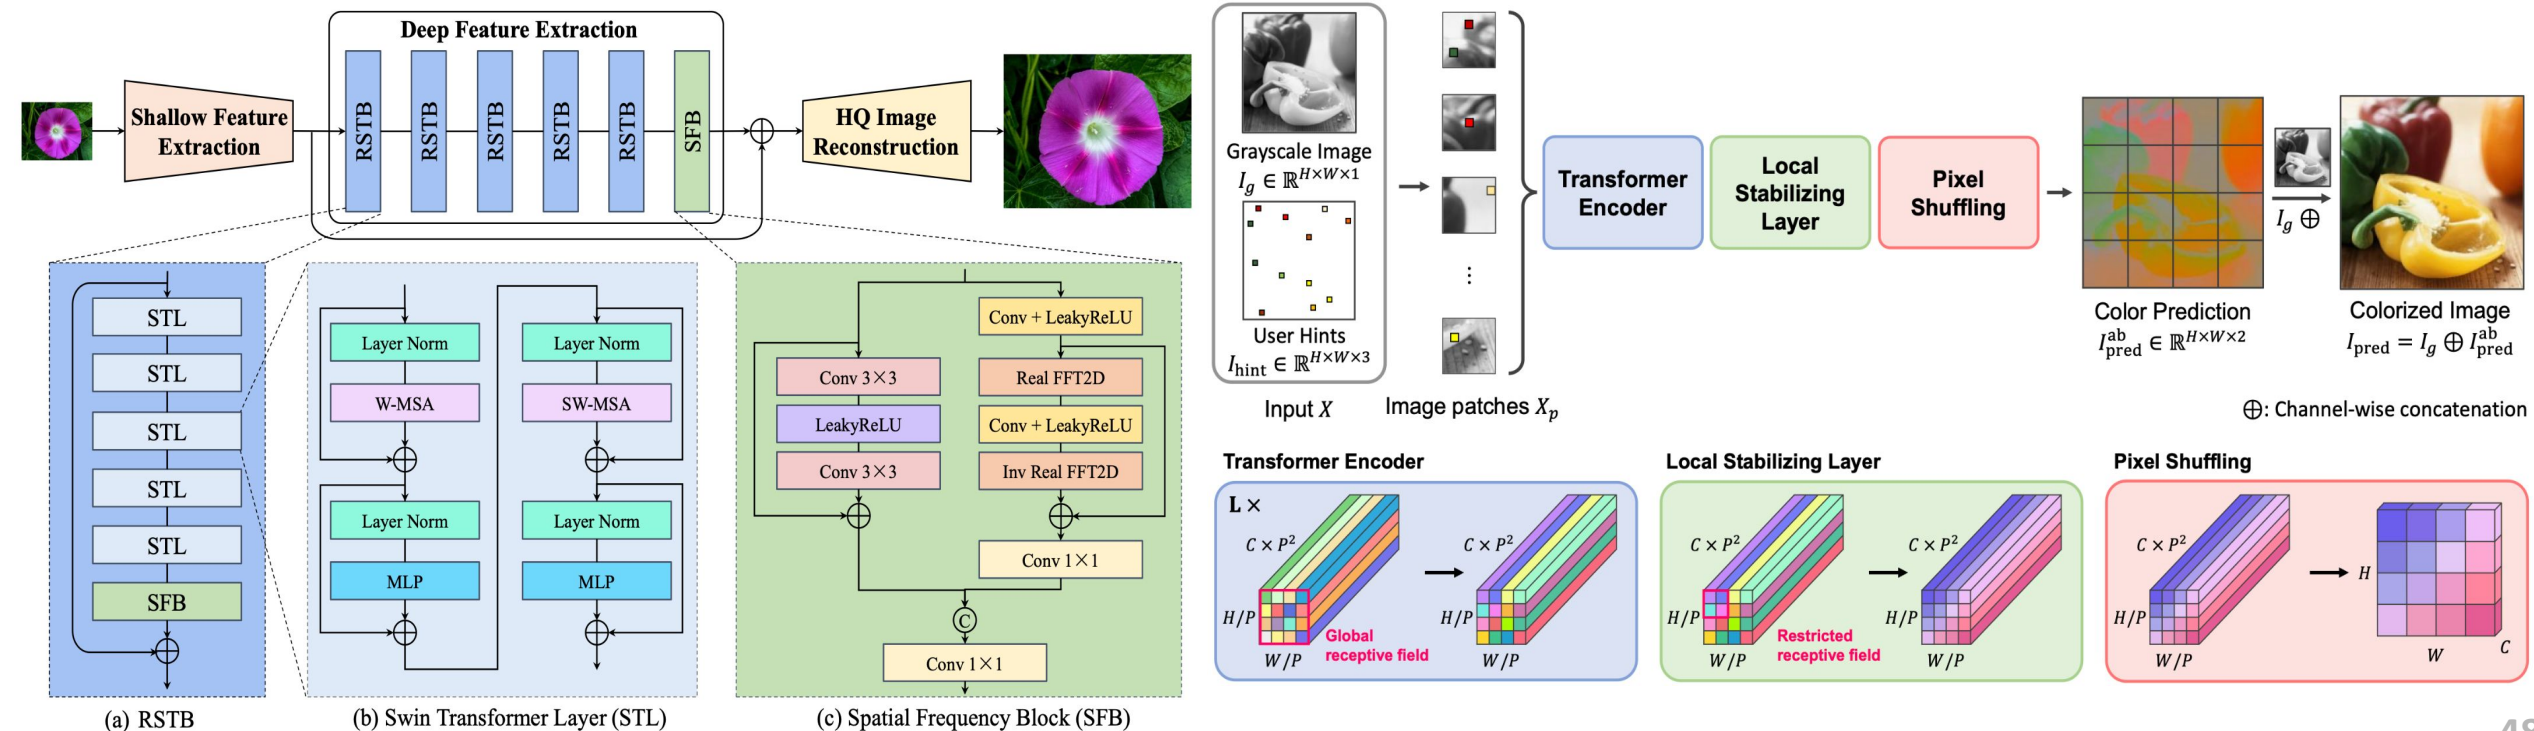 Deep Feature Extraction
Shallow Feature
Extraction
RSTB
RSTB
RSTB
RSTB
RSTB
SFB
HQ Image
Reconstruction
STL
STL
STL
STL
STL
SFB
(a) RSTB
Layer Norm
W-MSA
Layer Norm
MLP
Layer Norm
SW-MSA
Layer Norm
MLP
(b) Swin Transformer Layer (STL)
Conv 3×3
LeakyReLU
Conv 3×3
Conv + LeakyReLU
Real FFT2D
Conv + LeakyReLU
Inv Real FFT2D
Conv 1×1
C
Conv 1×1
(c) Spatial Frequency Block (SFB)
Grayscale Image
I_g ∈ ℝ^{H×W×1}
User Hints
I_hint ∈ ℝ^{H×W×3}
Input X
Image patches X_p
Transformer
Encoder
Local
Stabilizing
Layer
Pixel
Shuffling
Color Prediction
I^{ab}_{pred} ∈ ℝ^{H×W×2}
I_g ⊕
Colorized Image
I_pred = I_g ⊕ I^{ab}_{pred}
⊕: Channel-wise concatenation
Transformer Encoder
L ×
C × P²
H/P
W/P
Global
receptive field
C × P²
H/P
W/P
Local Stabilizing Layer
C × P²
H/P
W/P
Restricted
receptive field
C × P²
H/P
W/P
Pixel Shuffling
C × P²
H/P
W/P
H
W
C